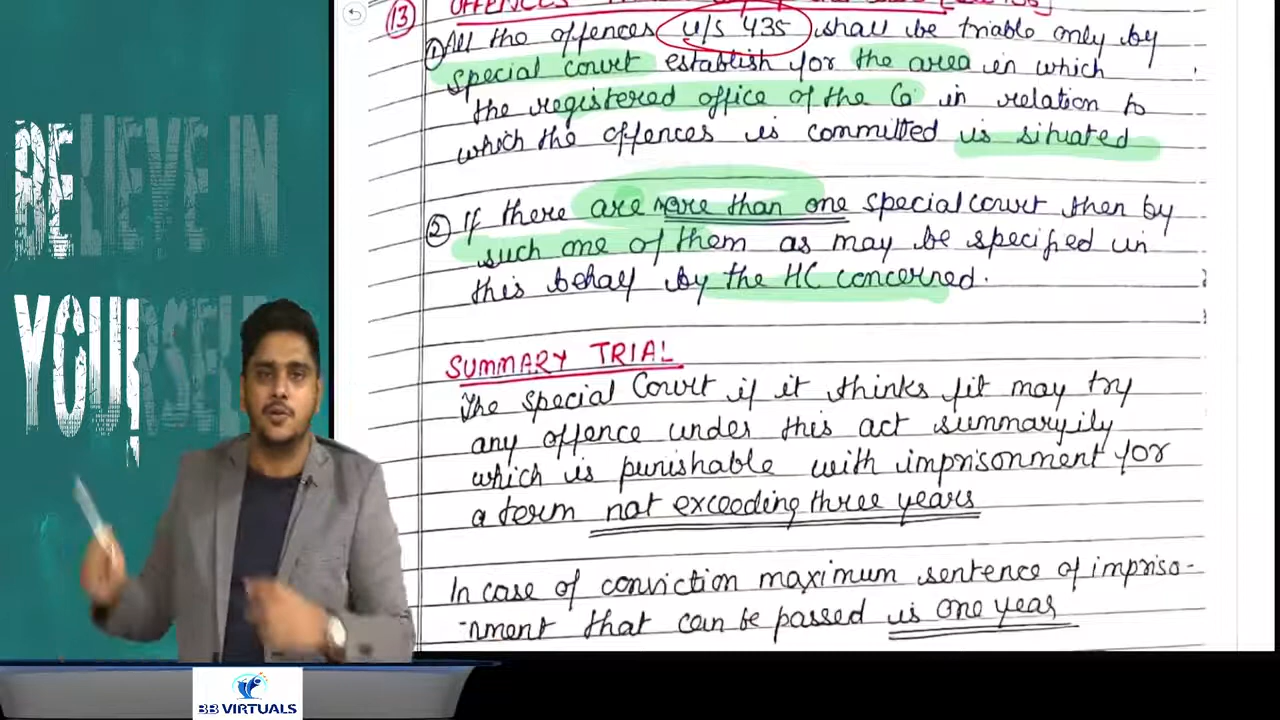 BELIEVE IN
YOURSELF
13 OFFENCES
① All the offences u/s 435 shall be triable only by
special court establish for the area in which
the registered office of the Co in relation to
which the offences is committed is situated
② If there are more than one special court then by
such one of them as may be specified in
this behalf by the HC concerned.
SUMMARY TRIAL
The special Court if it thinks fit may try
any offence under this act summaryily
which is punishable with imprisonment for
a term not exceeding three years
In case of conviction maximum sentence of impriso-
-nment that can be passed is one year
BB VIRTUALS